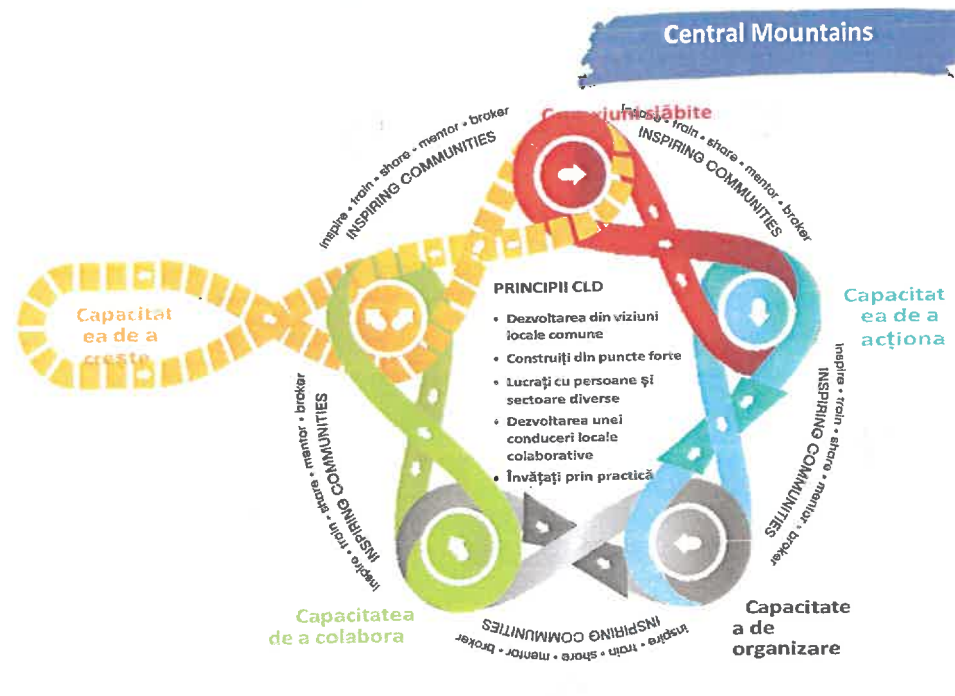 Central Mountains
inspire • train • share • mentor • broker
INSPIRING COMMUNITIES
slăbite
inspire • train • share • mentor • broker
INSPIRING COMMUNITIES
PRINCIPII CLD
• Dezvoltarea din viziuni
locale comune
• Construiți din puncte forte
• Lucrați cu persoane și
sectoare diverse
• Dezvoltarea unei
conduceri locale
colaborative
• Învățați prin practică
Capacitat
ea de a
crește
Capacitat
ea de a
acționa
inspire • train • share • mentor • broker
INSPIRING COMMUNITIES
inspire • train • share • mentor • broker
INSPIRING COMMUNITIES
Capacitatea
de a colabora
INSPIRING COMMUNITIES
inspire • train • share • mentor • broker
Capacitate
a de
organizare